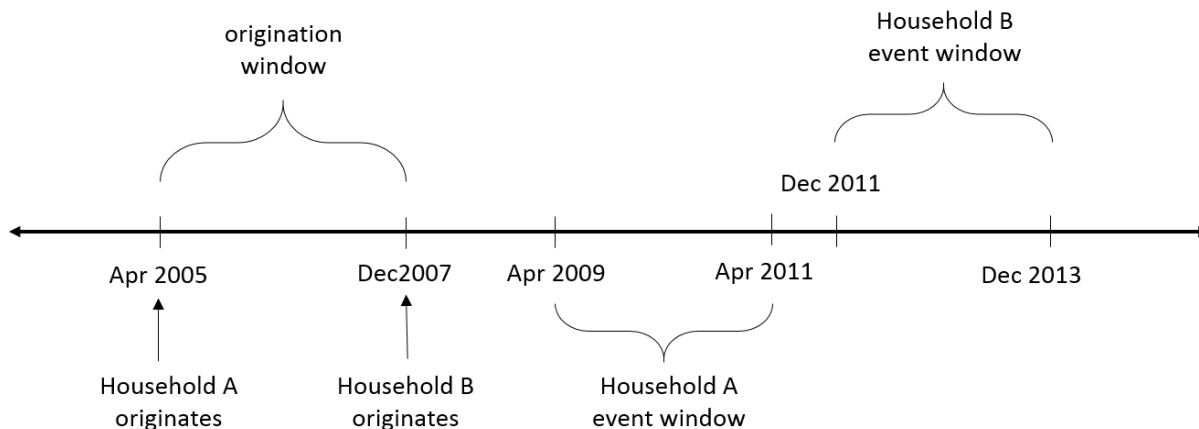 origination
window
Household B
event window
Dec 2011
Apr 2005
Dec2007
Apr 2009
Apr 2011
Dec 2013
Household A
originates
Household B
originates
Household A
event window